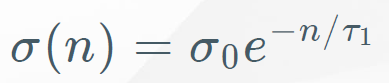 σ(n) = σ₀e^{-n/τ₁}